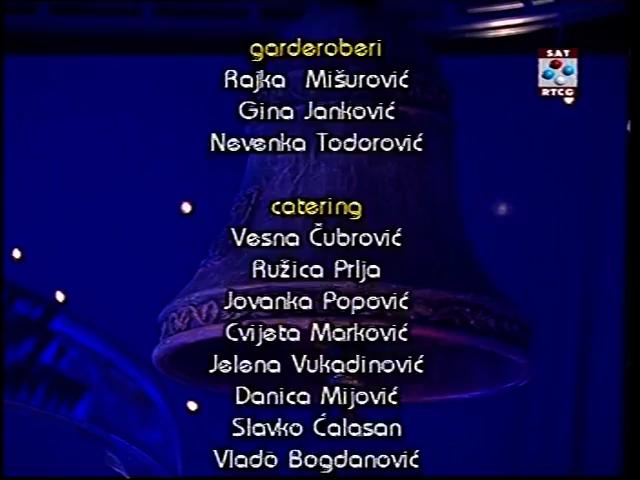 garderoberi
SAT
Rajka Mišurović
RTCG
Gina Janković
Nevenka Todorović
catering
Vesna Čubrović
Ružica Prlja
Jovanka Popović
Cvijeta Marković
Jelena Vukadinović
Danica Mijović
Slavko Ćalasan
Vlado Bogdanović